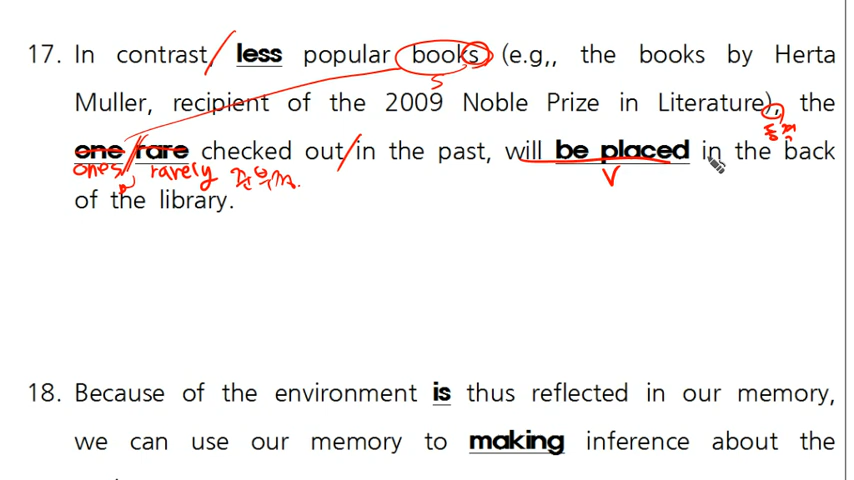 17. In contrast, less popular books (e.g,, the books by Herta
S
Muller, recipient of the 2009 Noble Prize in Literature), the
동격
one rare checked out in the past, will be placed in the back
ones rarely
V
of the library.
18. Because of the environment is thus reflected in our memory,
we can use our memory to making inference about the